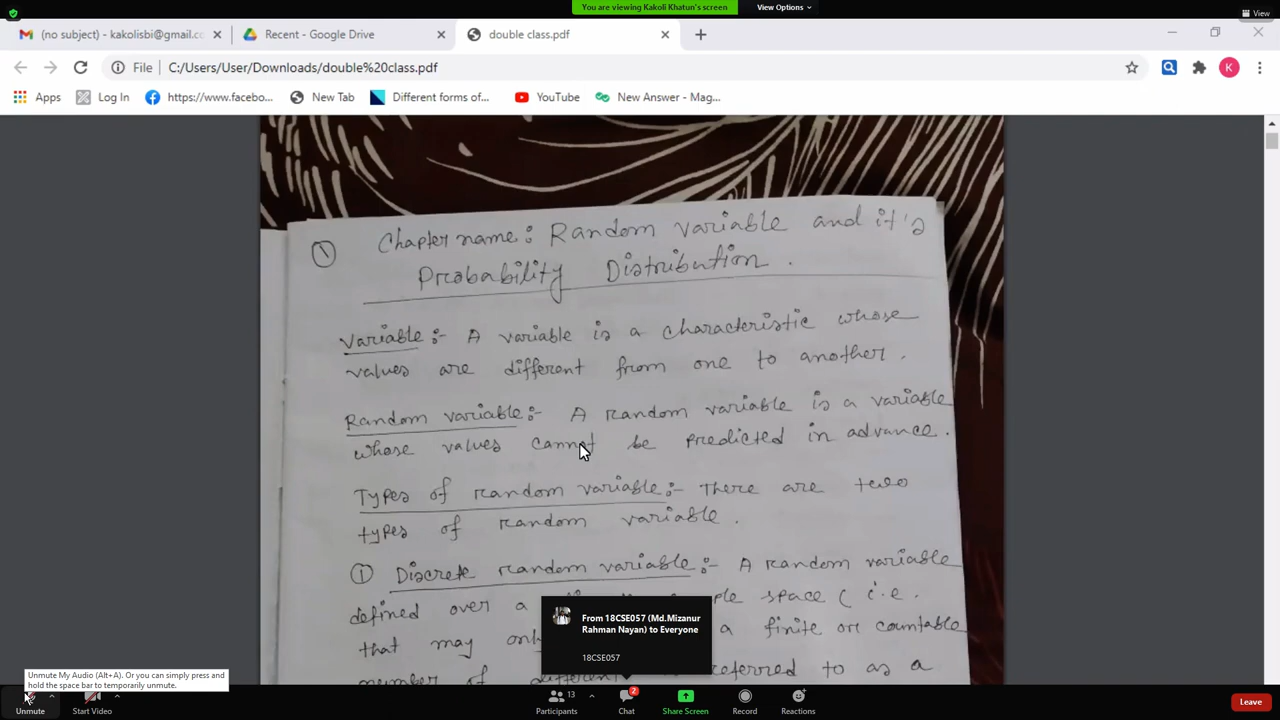 You are viewing Kakoli Khatun's screen
View Options
View
(no subject) - kakolisbi@gmail.co
Recent - Google Drive
double class.pdf
File
C:/Users/User/Downloads/double%20class.pdf
K
Apps
Log In
https://www.facebo...
New Tab
Different forms of...
YouTube
New Answer - Mag...
1 Chapter name: Random variable and it's
Probability Distribution.
Variable:- A variable is a characteristic whose
values are different from one to another.
Random variable:- A random variable is a variable
whose values cannot be predicted in advance.
Types of random variable:- There are two
types of random variable.
1 Discrete random variable:- A random variable
defined over a space (i.e.
that may a finite or countable
number of referred to as a
From 18CSE057 (Md.Mizanur
Rahman Nayan) to Everyone
18CSE057
Unmute My Audio (Alt+A). Or you can simply press and
hold the space bar to temporarily unmute.
Unmute
Start Video
13
Participants
2
Chat
Share Screen
Record
Reactions
Leave